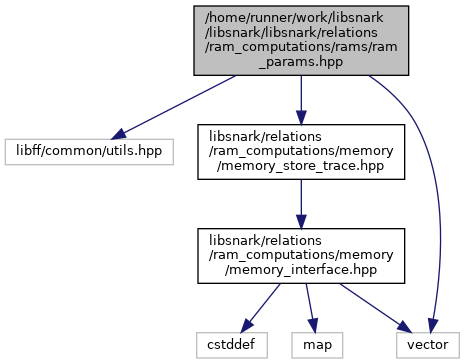 /home/runner/work/libsnark
/libsnark/libsnark/relations
/ram_computations/rams/ram
_params.hpp
libff/common/utils.hpp
libsnark/relations
/ram_computations/memory
/memory_store_trace.hpp
libsnark/relations
/ram_computations/memory
/memory_interface.hpp
cstddef
map
vector